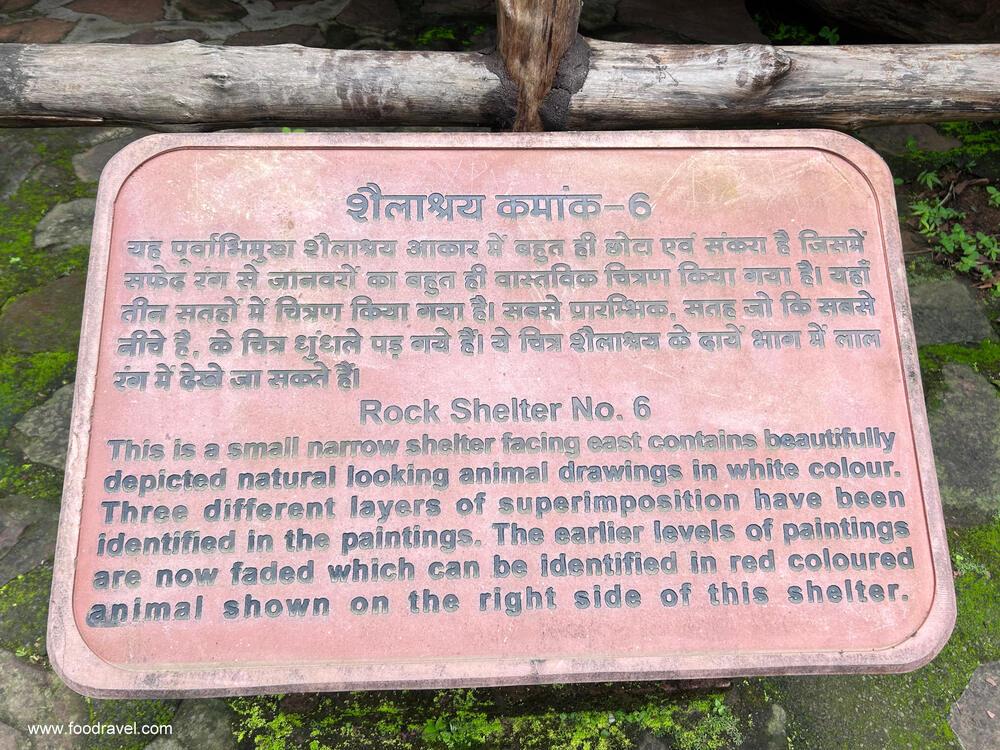 शैलाश्रय कमांक-6
यह पूर्वाभिमुखा शैलाश्रय आकार में बहुत ही छोटा एवं संकरा है जिसमें
सफेद रंग से जानवरों का बहुत ही वास्तविक चित्रण किया गया है। यहाँ
तीन सतहों में चित्रण किया गया है। सबसे प्रारम्भिक, सतह जो कि सबसे
नीचे है, के चित्र धुंधले पड़ गये हैं। ये चित्र शैलाश्रय के दायें भाग में लाल
रंग में देखे जा सकते हैं।
Rock Shelter No. 6
This is a small narrow shelter facing east contains beautifully
depicted natural looking animal drawings in white colour.
Three different layers of superimposition have been
identified in the paintings. The earlier levels of paintings
are now faded which can be identified in red coloured
animal shown on the right side of this shelter.
www.foodravel.com